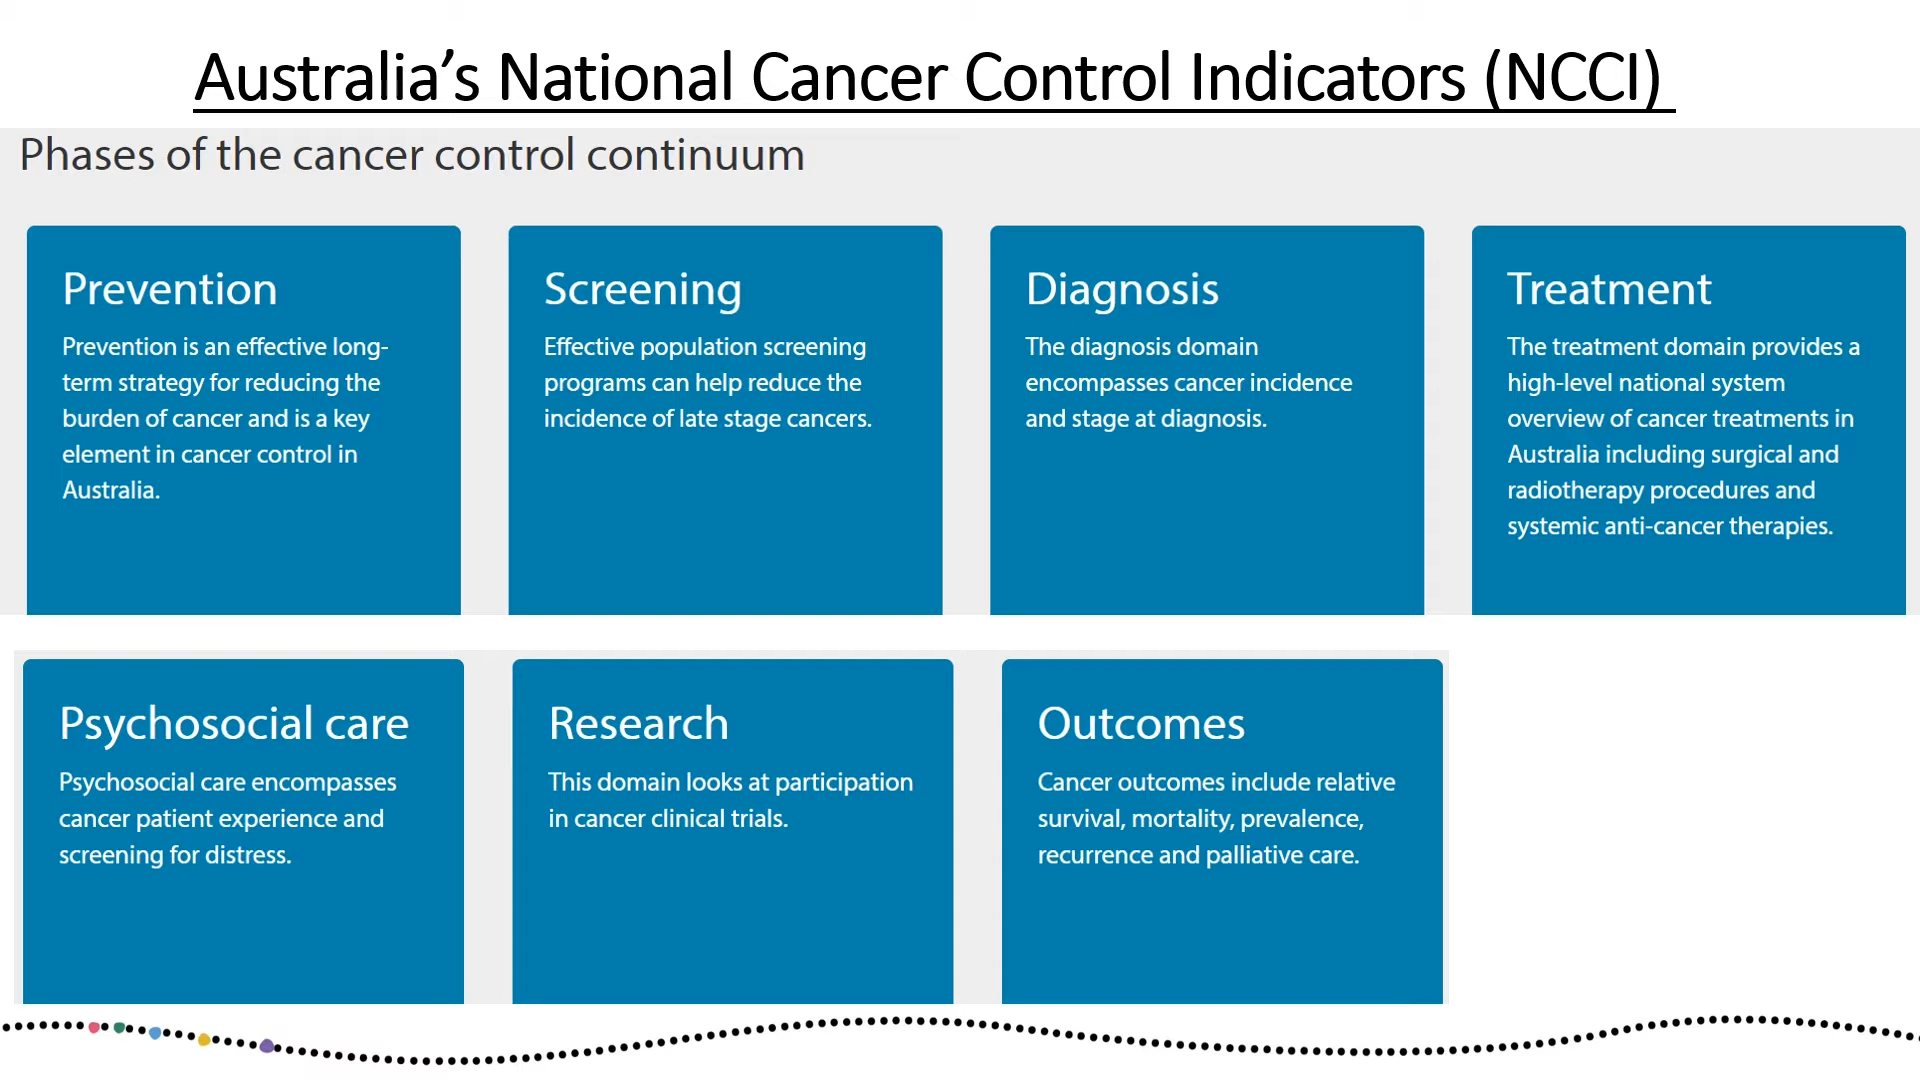 Australia’s National Cancer Control Indicators (NCCI)
Phases of the cancer control continuum
Prevention
Prevention is an effective long-
term strategy for reducing the
burden of cancer and is a key
element in cancer control in
Australia.
Screening
Effective population screening
programs can help reduce the
incidence of late stage cancers.
Diagnosis
The diagnosis domain
encompasses cancer incidence
and stage at diagnosis.
Treatment
The treatment domain provides a
high-level national system
overview of cancer treatments in
Australia including surgical and
radiotherapy procedures and
systemic anti-cancer therapies.
Psychosocial care
Psychosocial care encompasses
cancer patient experience and
screening for distress.
Research
This domain looks at participation
in cancer clinical trials.
Outcomes
Cancer outcomes include relative
survival, mortality, prevalence,
recurrence and palliative care.